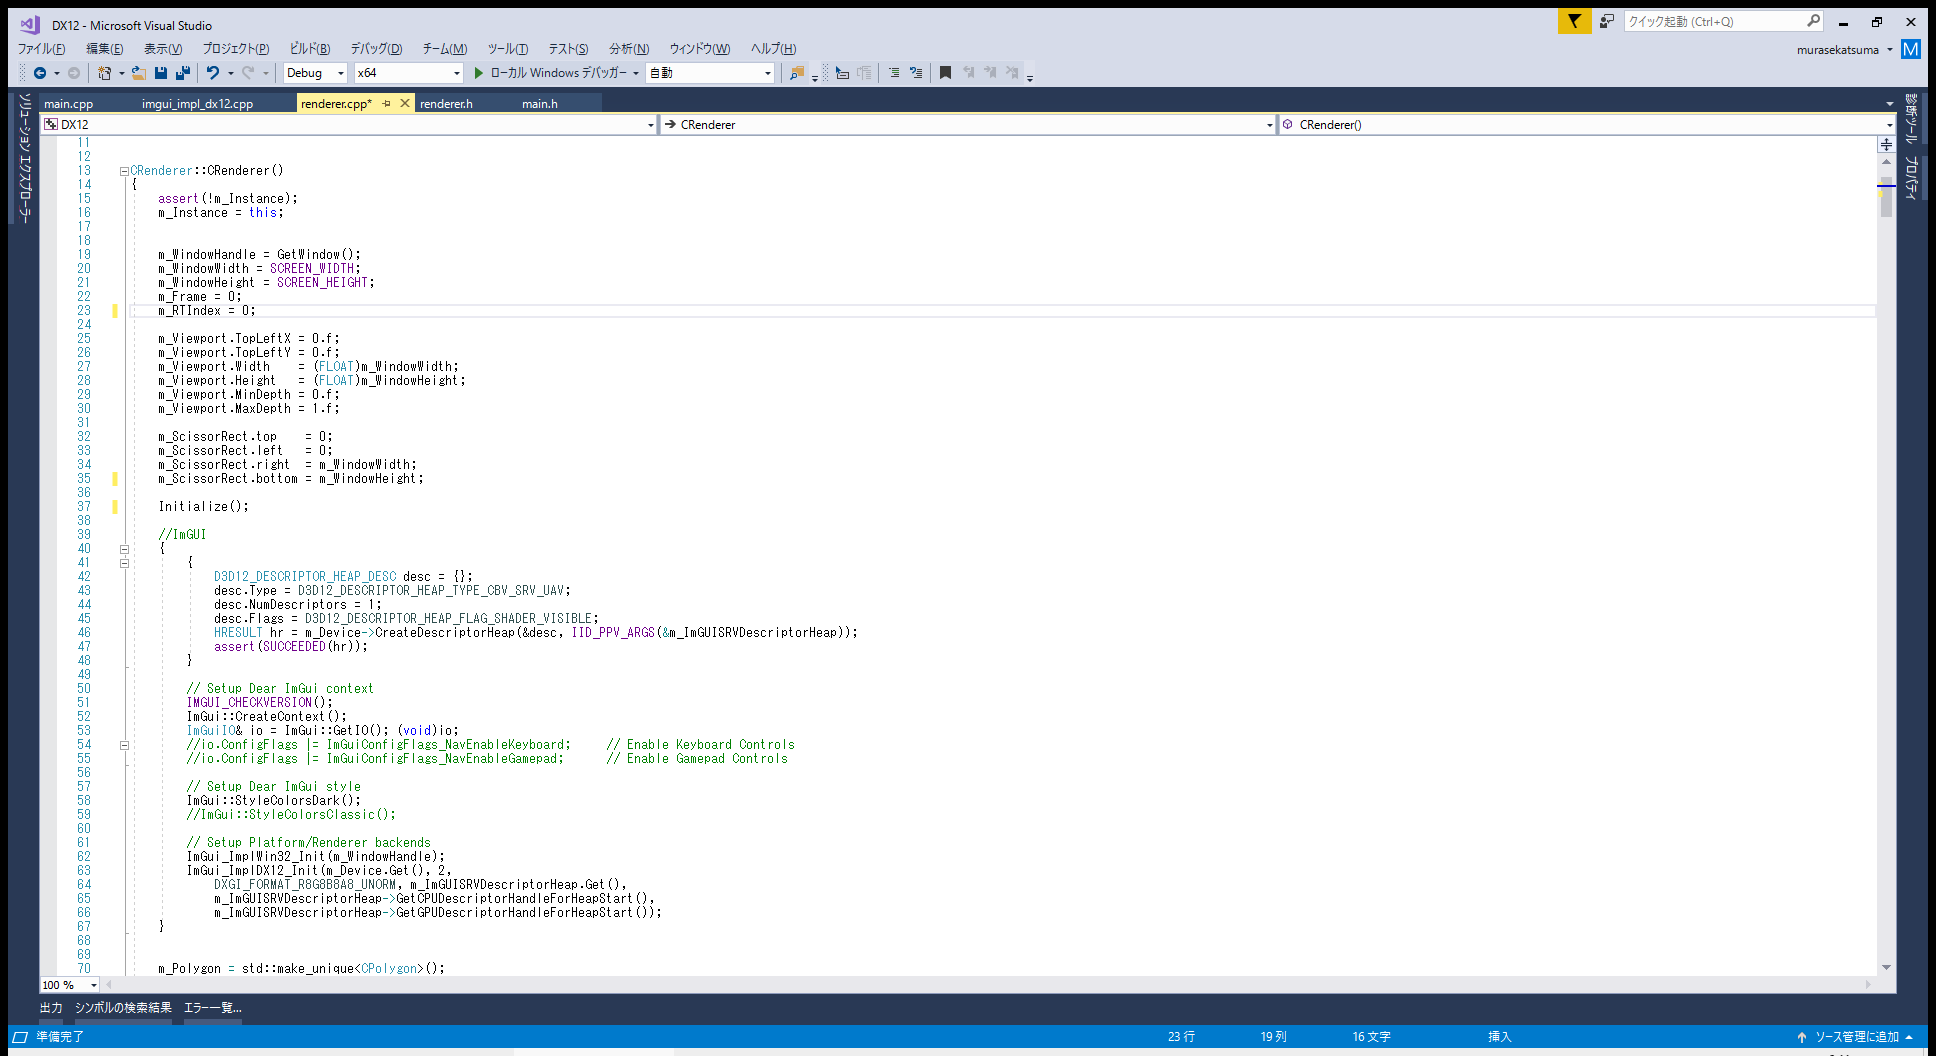 DX12 - Microsoft Visual Studio
クイック起動 (Ctrl+Q)
ファイル(F) 編集(E) 表示(V) プロジェクト(P) ビルド(B) デバッグ(D) チーム(M) ツール(T) テスト(S) 分析(N) ウィンドウ(W) ヘルプ(H)
murasekatsuma M
Debug x64 ローカル Windows デバッガー 自動
ソリューション エクスプローラー
診断ツール
プロパティ
main.cpp imgui_impl_dx12.cpp renderer.cpp* renderer.h main.h
DX12 CRenderer CRenderer()
11
12
13 CRenderer::CRenderer()
14 {
15 assert(!m_Instance);
16 m_Instance = this;
17
18
19 m_WindowHandle = GetWindow();
20 m_WindowWidth = SCREEN_WIDTH;
21 m_WindowHeight = SCREEN_HEIGHT;
22 m_Frame = 0;
23 m_RTIndex = 0;
24
25 m_Viewport.TopLeftX = 0.f;
26 m_Viewport.TopLeftY = 0.f;
27 m_Viewport.Width    = (FLOAT)m_WindowWidth;
28 m_Viewport.Height   = (FLOAT)m_WindowHeight;
29 m_Viewport.MinDepth = 0.f;
30 m_Viewport.MaxDepth = 1.f;
31
32 m_ScissorRect.top    = 0;
33 m_ScissorRect.left   = 0;
34 m_ScissorRect.right  = m_WindowWidth;
35 m_ScissorRect.bottom = m_WindowHeight;
36
37 Initialize();
38
39 //ImGUI
40 {
41 {
42 D3D12_DESCRIPTOR_HEAP_DESC desc = {};
43 desc.Type = D3D12_DESCRIPTOR_HEAP_TYPE_CBV_SRV_UAV;
44 desc.NumDescriptors = 1;
45 desc.Flags = D3D12_DESCRIPTOR_HEAP_FLAG_SHADER_VISIBLE;
46 HRESULT hr = m_Device->CreateDescriptorHeap(&desc, IID_PPV_ARGS(&m_ImGUISRVDescriptorHeap));
47 assert(SUCCEEDED(hr));
48 }
49
50 // Setup Dear ImGui context
51 IMGUI_CHECKVERSION();
52 ImGui::CreateContext();
53 ImGuiIO& io = ImGui::GetIO(); (void)io;
54 //io.ConfigFlags |= ImGuiConfigFlags_NavEnableKeyboard;     // Enable Keyboard Controls
55 //io.ConfigFlags |= ImGuiConfigFlags_NavEnableGamepad;      // Enable Gamepad Controls
56
57 // Setup Dear ImGui style
58 ImGui::StyleColorsDark();
59 //ImGui::StyleColorsClassic();
60
61 // Setup Platform/Renderer backends
62 ImGui_ImplWin32_Init(m_WindowHandle);
63 ImGui_ImplDX12_Init(m_Device.Get(), 2,
64 DXGI_FORMAT_R8G8B8A8_UNORM, m_ImGUISRVDescriptorHeap.Get(),
65 m_ImGUISRVDescriptorHeap->GetCPUDescriptorHandleForHeapStart(),
66 m_ImGUISRVDescriptorHeap->GetGPUDescriptorHandleForHeapStart());
67 }
68
69
70 m_Polygon = std::make_unique<CPolygon>();
100 %
出力 シンボルの検索結果 エラー一覧...
準備完了 23 行 19 列 16 文字 挿入 ソース管理に追加